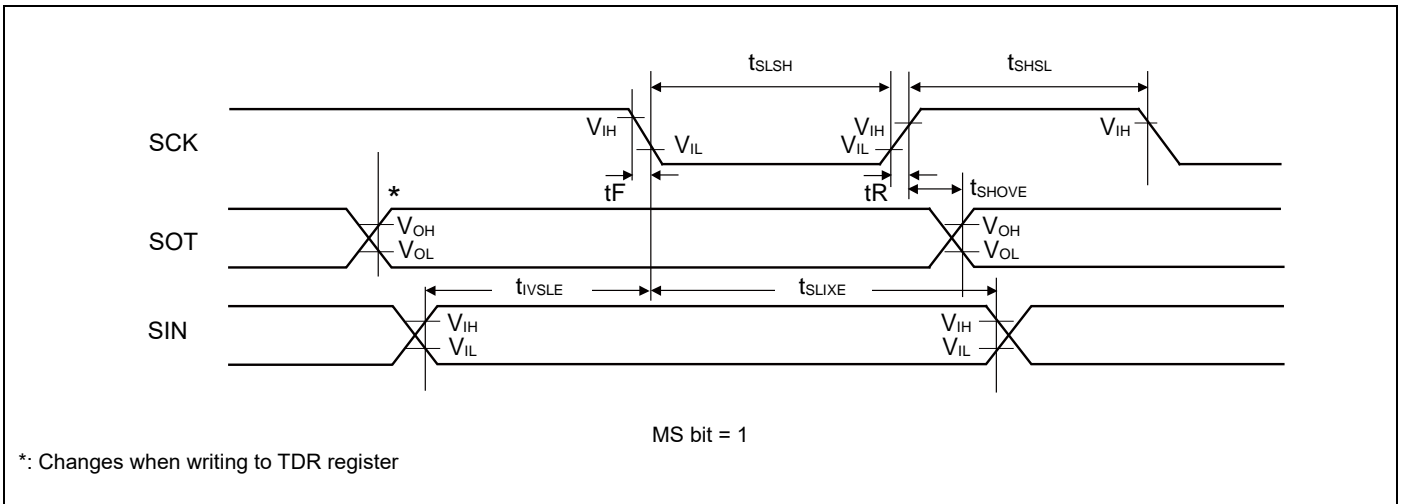 tSLSH tSHSL
SCK VIH VIL VIH VIL VIH
tF tR tSHOVE
*
SOT VOH VOL VOH VOL
tIVSLE tSLIXE
SIN VIH VIL VIH VIL
MS bit = 1
*: Changes when writing to TDR register